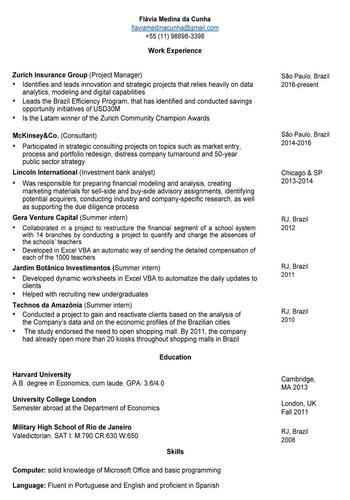 Flávia Medina da Cunha
flaviamedinacunha@gmail.com
+55 (11) 98898-3398
Work Experience
Zurich Insurance Group (Project Manager)
São Paulo, Brazil
• Identifies and leads innovation and strategic projects that relies heavily on data
2016-present
analytics, modeling and digital capabilities
• Leads the Brazil Efficiency Program, that has identified and conducted savings
opportunity initiatives of USD30M
• Is the Latam winner of the Zurich Community Champion Awards
McKinsey&Co. (Consultant)
São Paulo, Brazil
2014-2016
• Participated in strategic consulting projects on topics such as market entry,
process and portfolio redesign, distress company turnaround and 50-year
public sector strategy
Lincoln International (Investment bank analyst)
Chicago & SP
2013-2014
• Was responsible for preparing financial modeling and analysis, creating
marketing materials for sell-side and buy-side advisory assignments, identifying
potential acquirers, conducting industry and company-specific research, as well
as supporting the due diligence process
Gera Venture Capital (Summer intern)
RJ, Brazil
2012
• Collaborated in a project to restructure the financial segment of a school system
with 14 branches by conducting a project to quantify and charge the absences of
the schools' teachers
• Developed in Excel VBA an automatic way of sending the detailed compensation of
each of the 1000 teachers
Jardim Botânico Investimentos (Summer intern)
RJ, Brazil
2011
• Developed dynamic worksheets in Excel VBA to automatize the daily updates to
clients
• Helped with recruiting new undergraduates
Technos da Amazônia (Summer intern)
RJ, Brazil
2010
• Conducted a project to gain and reactivate clients based on the analysis of
the Company's data and on the economic profiles of the Brazilian cities
• The study endorsed the need to open shopping mall. By 2011, the company
had already open more than 20 kiosks throughout shopping malls in Brazil
Education
Harvard University
Cambridge,
A.B. degree in Economics, cum laude. GPA: 3.6/4.0
MA 2013
University College London
London, UK
Semester abroad at the Department of Economics
Fall 2011
Military High School of Rio de Janeiro
RJ, Brazil
Valedictorian. SAT I: M:790 CR:630 W:650
2008
Skills
Computer: solid knowledge of Microsoft Office and basic programming
Language: Fluent in Portuguese and English and proficient in Spanish